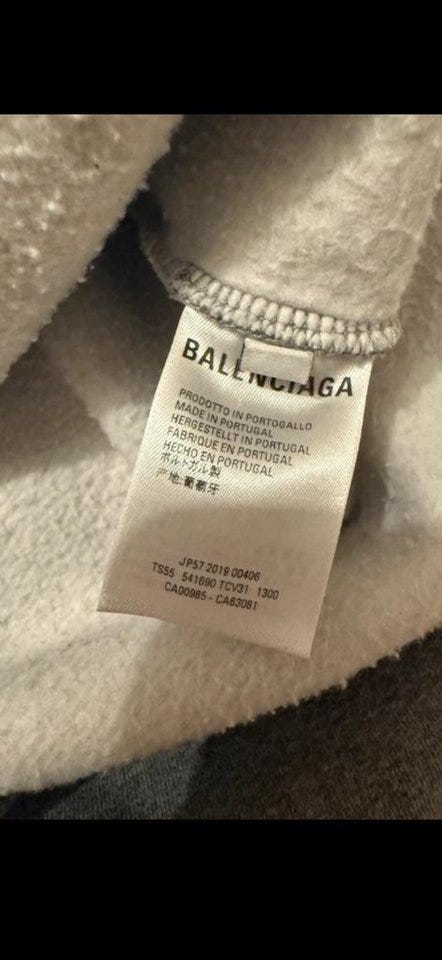 BALENCIAGA
PRODOTTO IN PORTOGALLO
MADE IN PORTUGAL
HERGESTELLT IN PORTUGAL
FABRIQUE EN PORTUGAL
HECHO EN PORTUGAL
ポルトガル製
产地:葡萄牙
JP57 2019 00406
TS55 541690 TCV31 1300
CA00985 - CA63081